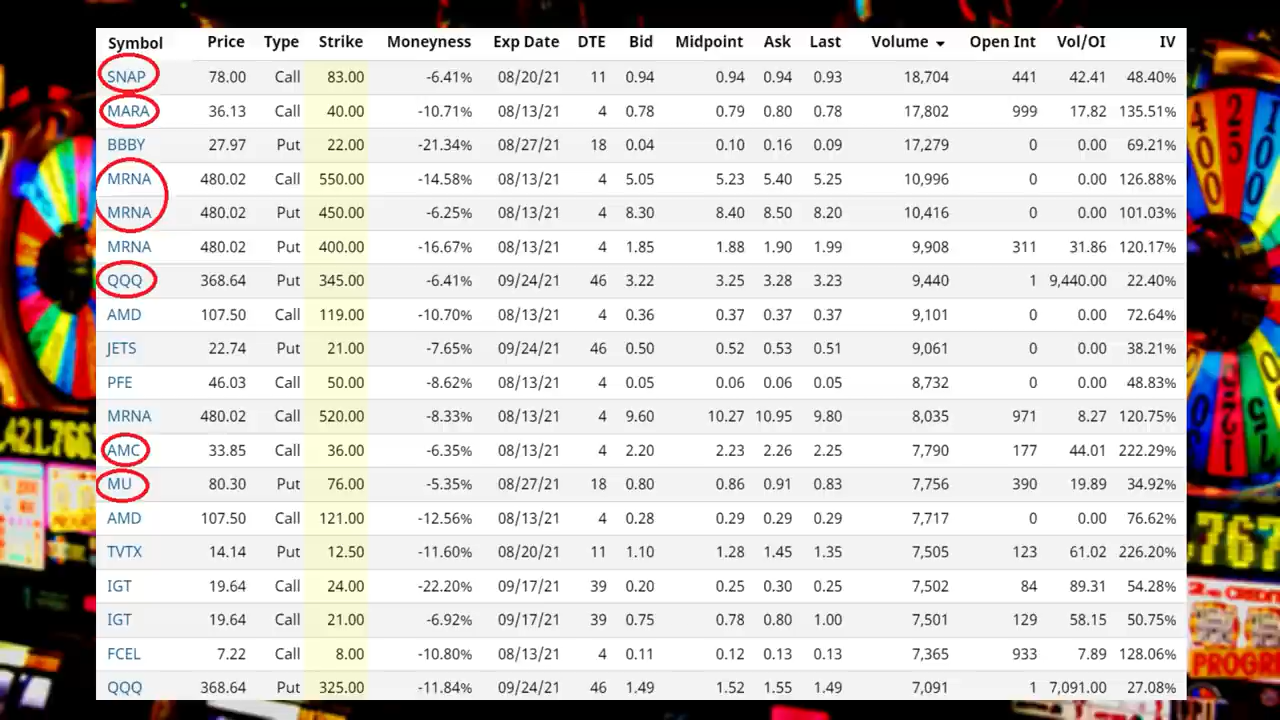 Symbol Price Type Strike Moneyness Exp Date DTE Bid Midpoint Ask Last Volume Open Int Vol/OI IV
SNAP 78.00 Call 83.00 -6.41% 08/20/21 11 0.94 0.94 0.94 0.93 18,704 441 42.41 48.40%
MARA 36.13 Call 40.00 -10.71% 08/13/21 4 0.78 0.79 0.80 0.78 17,802 999 17.82 135.51%
BBBY 27.97 Put 22.00 -21.34% 08/27/21 18 0.04 0.10 0.16 0.09 17,279 0 0.00 69.21%
MRNA 480.02 Call 550.00 -14.58% 08/13/21 4 5.05 5.23 5.40 5.25 10,996 0 0.00 126.88%
MRNA 480.02 Put 450.00 -6.25% 08/13/21 4 8.30 8.40 8.50 8.20 10,416 0 0.00 101.03%
MRNA 480.02 Put 400.00 -16.67% 08/13/21 4 1.85 1.88 1.90 1.99 9,908 311 31.86 120.17%
QQQ 368.64 Put 345.00 -6.41% 09/24/21 46 3.22 3.25 3.28 3.23 9,440 1 9,440.00 22.40%
AMD 107.50 Call 119.00 -10.70% 08/13/21 4 0.36 0.37 0.37 0.37 9,101 0 0.00 72.64%
JETS 22.74 Put 21.00 -7.65% 09/24/21 46 0.50 0.52 0.53 0.51 9,061 0 0.00 38.21%
PFE 46.03 Call 50.00 -8.62% 08/13/21 4 0.05 0.06 0.06 0.05 8,732 0 0.00 48.83%
MRNA 480.02 Call 520.00 -8.33% 08/13/21 4 9.60 10.27 10.95 9.80 8,035 971 8.27 120.75%
AMC 33.85 Call 36.00 -6.35% 08/13/21 4 2.20 2.23 2.26 2.25 7,790 177 44.01 222.29%
MU 80.30 Put 76.00 -5.35% 08/27/21 18 0.80 0.86 0.91 0.83 7,756 390 19.89 34.92%
AMD 107.50 Call 121.00 -12.56% 08/13/21 4 0.28 0.29 0.29 0.29 7,717 0 0.00 76.62%
TVTX 14.14 Put 12.50 -11.60% 08/20/21 11 1.10 1.28 1.45 1.35 7,505 123 61.02 226.20%
IGT 19.64 Call 24.00 -22.20% 09/17/21 39 0.20 0.25 0.30 0.25 7,502 84 89.31 54.28%
IGT 19.64 Call 21.00 -6.92% 09/17/21 39 0.75 0.78 0.80 1.00 7,501 129 58.15 50.75%
FCEL 7.22 Call 8.00 -10.80% 08/13/21 4 0.11 0.12 0.13 0.13 7,365 933 7.89 128.06%
QQQ 368.64 Put 325.00 -11.84% 09/24/21 46 1.49 1.52 1.55 1.49 7,091 1 7,091.00 27.08%
400
25
421.766
767
PROGRE